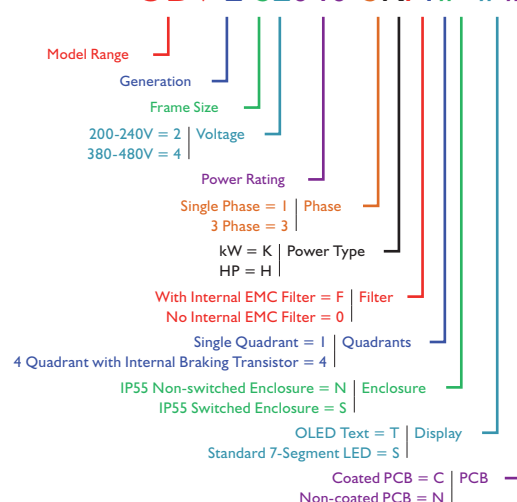 Model Range
Generation
Frame Size
200-240V = 2 | Voltage
380-480V = 4
Power Rating
Single Phase = 1 | Phase
3 Phase = 3
kW = K | Power Type
HP = H
With Internal EMC Filter = F | Filter
No Internal EMC Filter = 0
Single Quadrant = 1 | Quadrants
4 Quadrant with Internal Braking Transistor = 4
IP55 Non-switched Enclosure = N | Enclosure
IP55 Switched Enclosure = S
OLED Text = T | Display
Standard 7-Segment LED = S
Coated PCB = C | PCB
Non-coated PCB = N